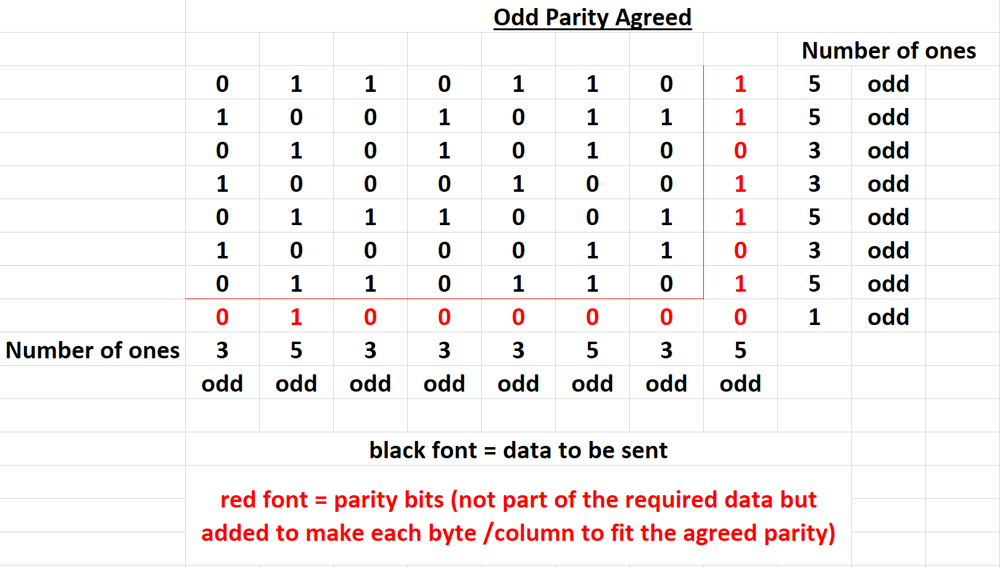 Odd Parity Agreed
Number of ones
0 1 1 0 1 1 0 1 5 odd
1 0 0 1 0 1 1 1 5 odd
0 1 0 1 0 1 0 0 3 odd
1 0 0 0 1 0 0 1 3 odd
0 1 1 1 0 0 1 1 5 odd
1 0 0 0 0 1 1 0 3 odd
0 1 1 0 1 1 0 1 5 odd
0 1 0 0 0 0 0 0 1 odd
Number of ones 3 5 3 3 3 5 3 5
odd odd odd odd odd odd odd odd
black font = data to be sent
red font = parity bits (not part of the required data but
added to make each byte /column to fit the agreed parity)